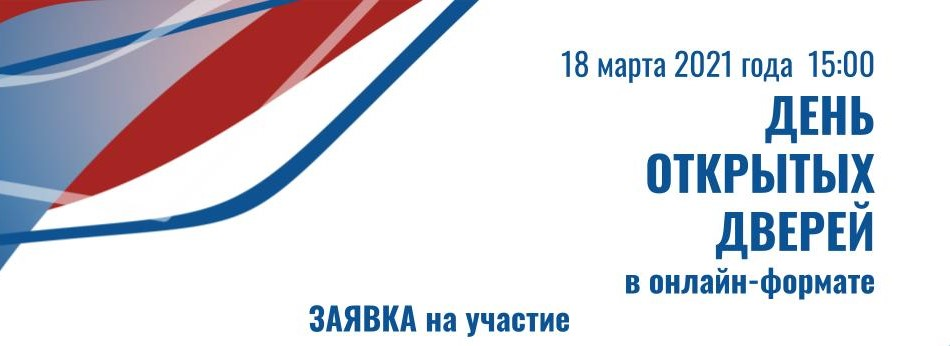 18 марта 2021 года 15:00
ДЕНЬ
ОТКРЫТЫХ
ДВЕРЕЙ
в онлайн-формате
ЗАЯВКА на участие